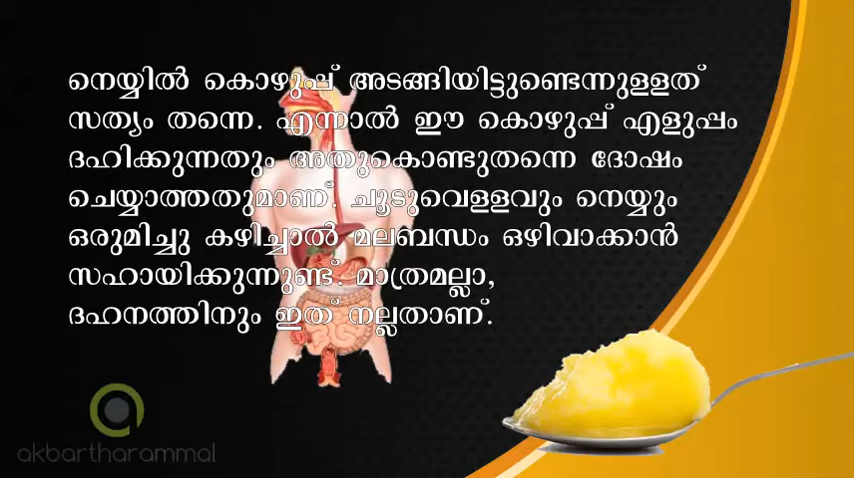 നെയ്യിൽ കൊഴുപ്പ് അടങ്ങിയിട്ടുണ്ടെന്നുള്ളത്
സത്യം തന്നെ. എന്നാൽ ഈ കൊഴുപ്പ് എളുപ്പം
ദഹിക്കുന്നതും അതുകൊണ്ടുതന്നെ ദോഷം
ചെയ്യാത്തതുമാണ്. ചൂടുവെള്ളവും നെയ്യും
ഒരുമിച്ചു കഴിച്ചാൽ മലബന്ധം ഒഴിവാക്കാൻ
സഹായിക്കുന്നുണ്ട്. മാത്രമല്ലാ,
ദഹനത്തിനും ഇത് നല്ലതാണ്.
akbartharammal